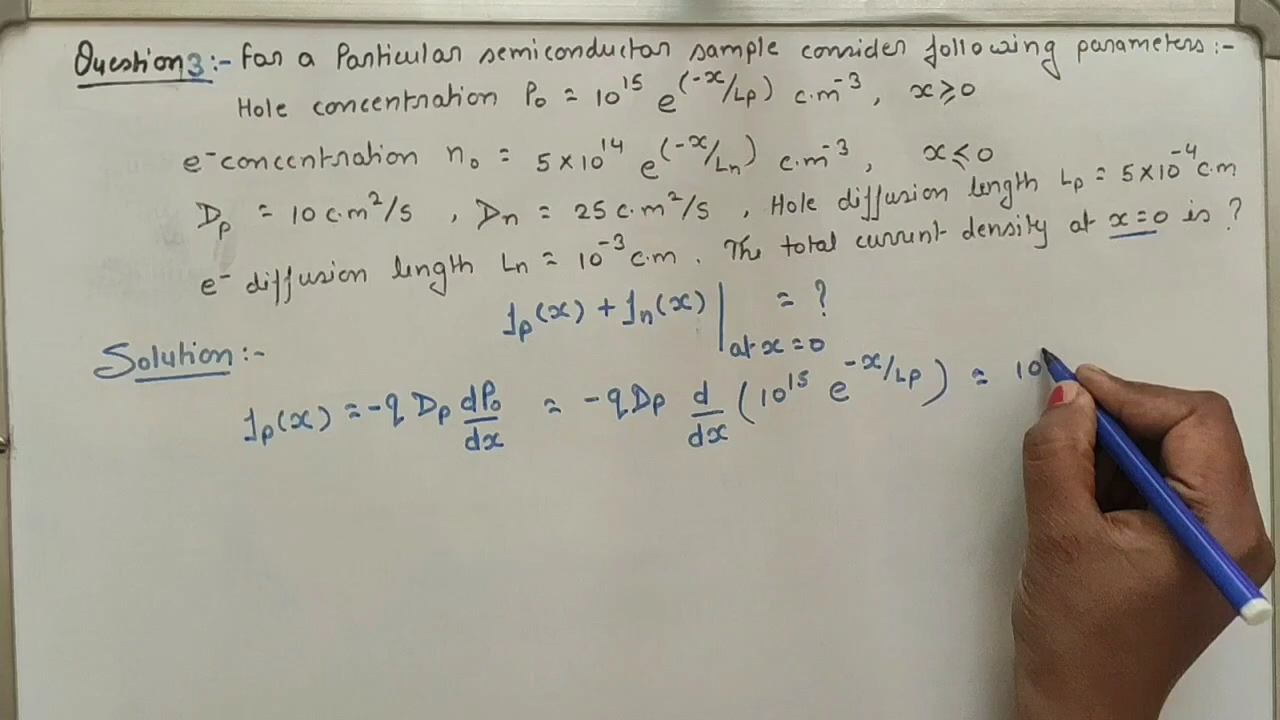 Question 3:- For a Particular semiconductor sample consider following parameters:-
Hole concentration P₀ = 10¹⁵ e^(-x/Lp) c.m⁻³, x ≥ 0
e⁻ concentration n₀ = 5×10¹⁴ e^(-x/Ln) c.m⁻³, x ≤ 0
Dp = 10 c.m²/s, Dn = 25 c.m²/s, Hole diffusion length Lp = 5×10⁻⁴ c.m
e⁻ diffusion length Ln = 10⁻³ c.m. The total current density at x=0 is ?
Jp(x) + Jn(x) | at x=0 = ?
Solution:-
Jp(x) = -q Dp dP₀/dx = -q Dp d/dx (10¹⁵ e^(-x/Lp)) = 10